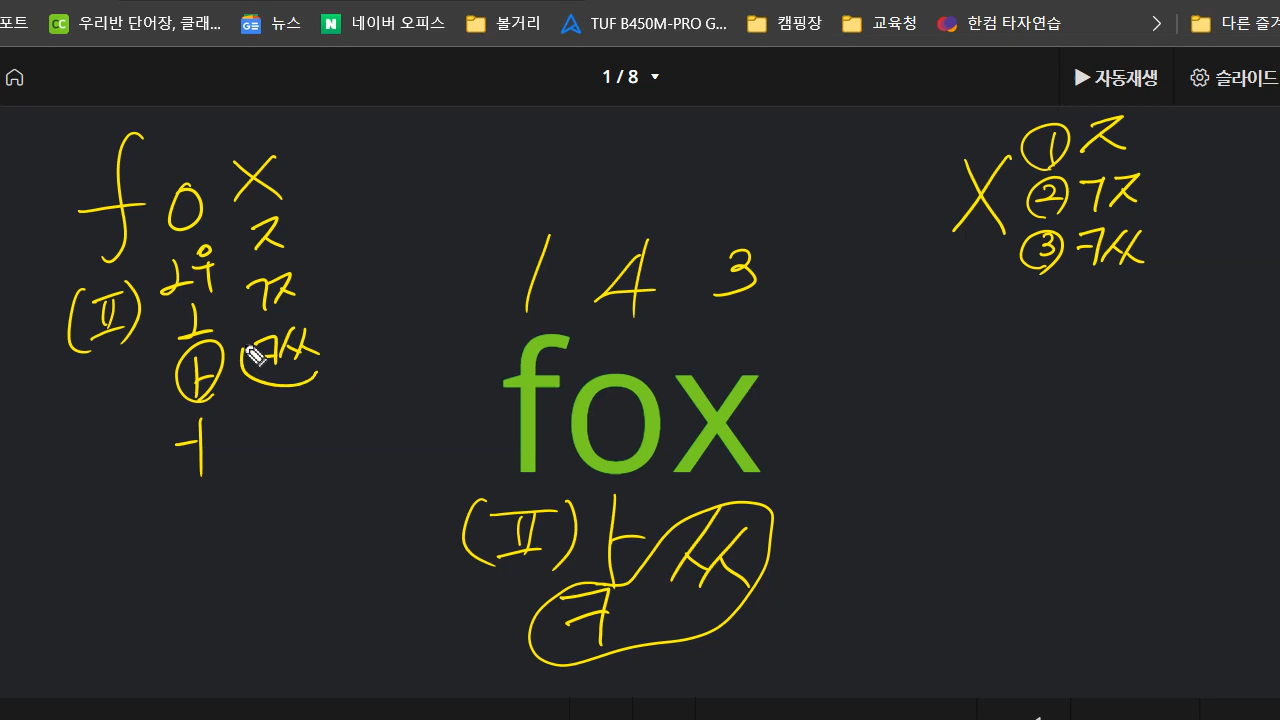 포트 우리반 단어장, 클래... 뉴스 네이버 오피스 볼거리 TUF B450M-PRO G... 캠핑장 교육청 한컴 타자연습 다른 즐겨
1 / 8 자동재생 슬라이드
f o x
ㅈ
ㄱㅈ
(ㅍ)
ㅗ
ㅏ
ㅓ
1 4 3
fox
(ㅍ) ㅏ ㅆ
ㅋ
X ① ㅈ
② ㄱㅈ
③ ㅋㅆ